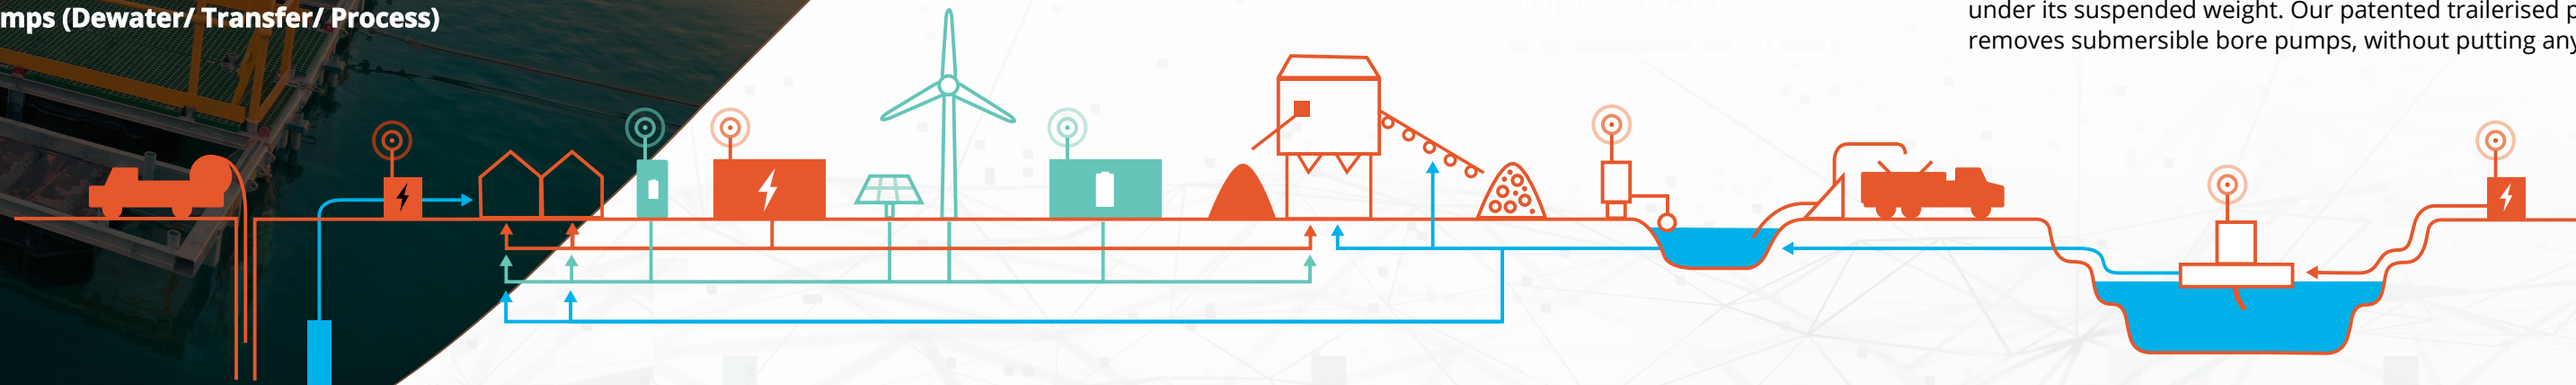 mps (Dewater/ Transfer/ Process)
under its suspended weight. Our patented trailerised p
removes submersible bore pumps, without putting any